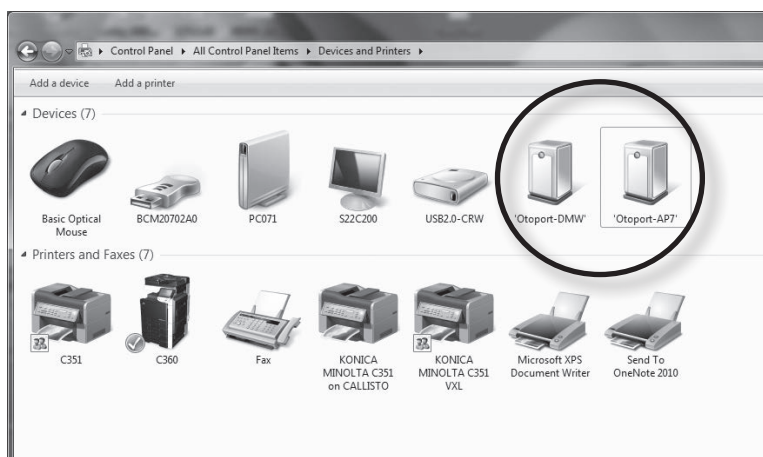 Control Panel ▸ All Control Panel Items ▸ Devices and Printers ▸
Add a device Add a printer
Devices (7)
Basic Optical
Mouse
BCM20702A0
PC071
S22C200
USB2.0-CRW
'Otoport-DMW'
'Otoport-AP7'
Printers and Faxes (7)
C351
C360
Fax
KONICA
MINOLTA C351
on CALLISTO
KONICA
MINOLTA C351
VXL
Microsoft XPS
Document Writer
Send To
OneNote 2010